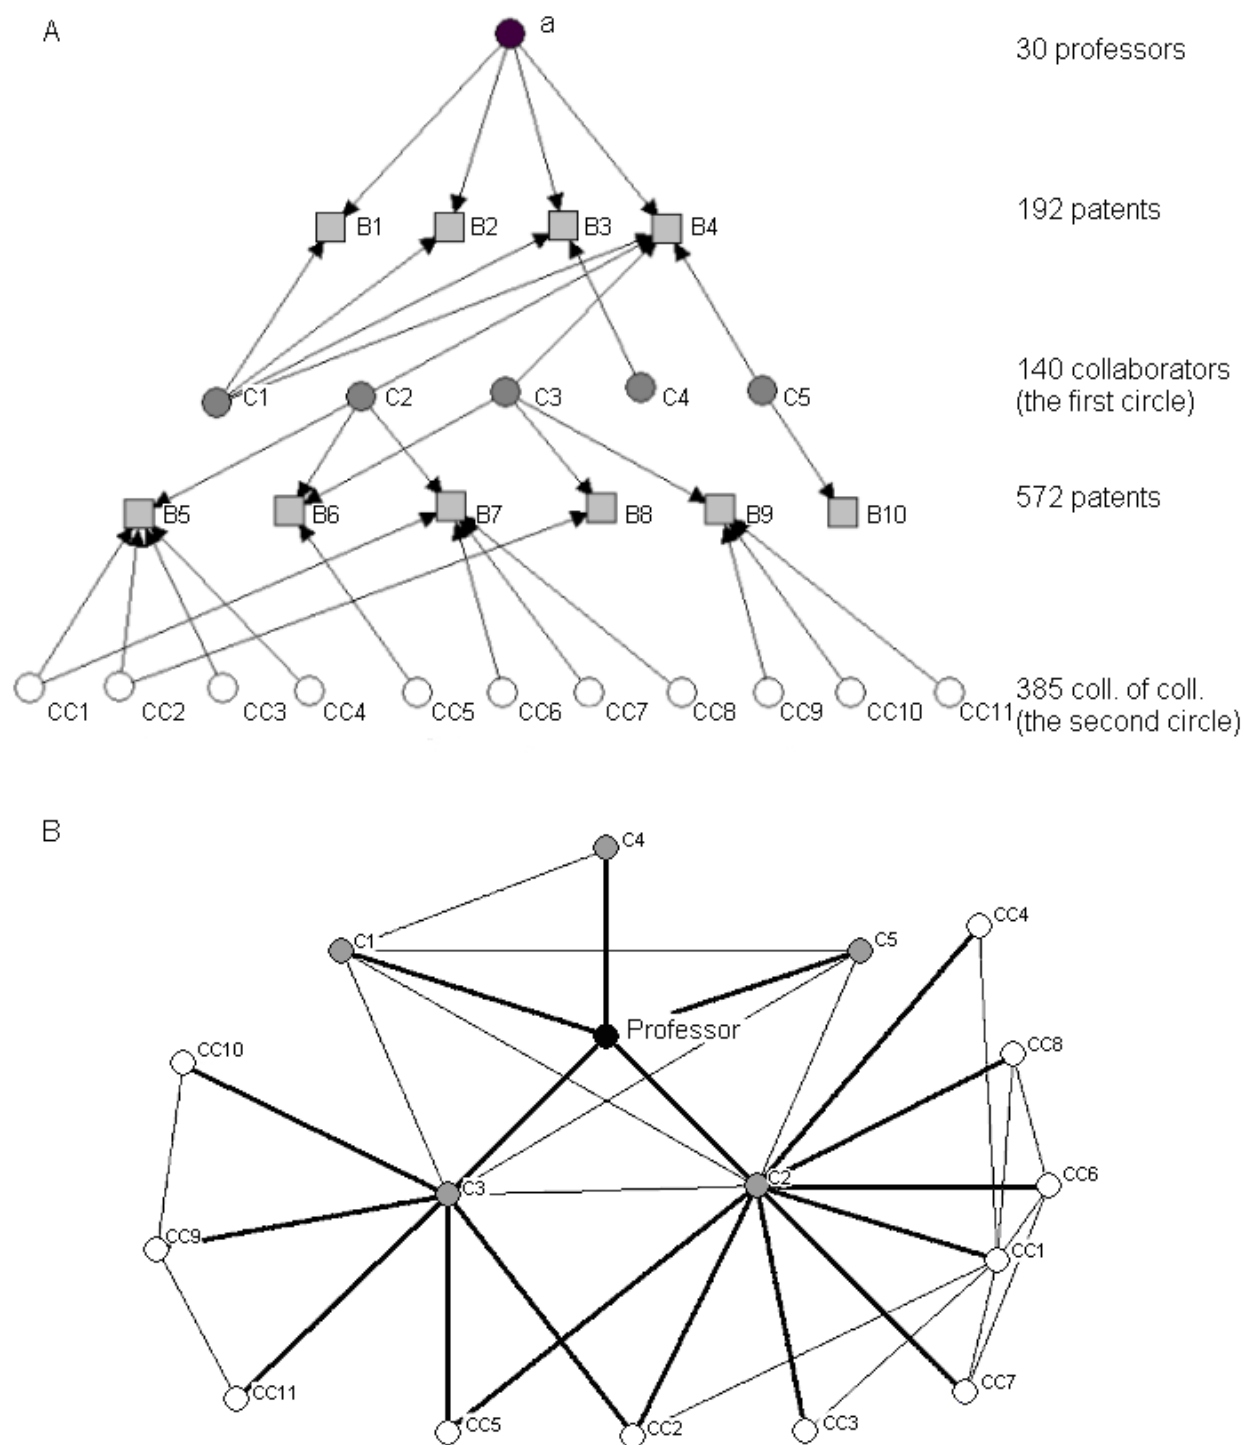 A
a
30 professors
B1
B2
B3
B4
192 patents
C1
C2
C3
C4
C5
140 collaborators
(the first circle)
B5
B6
B7
B8
B9
B10
572 patents
CC1
CC2
CC3
CC4
CC5
CC6
CC7
CC8
CC9
CC10
CC11
385 coll. of coll.
(the second circle)
B
C4
CC4
C1
C5
Professor
CC10
CC8
C3
C2
CC6
CC9
CC1
CC11
CC5
CC2
CC3
CC7